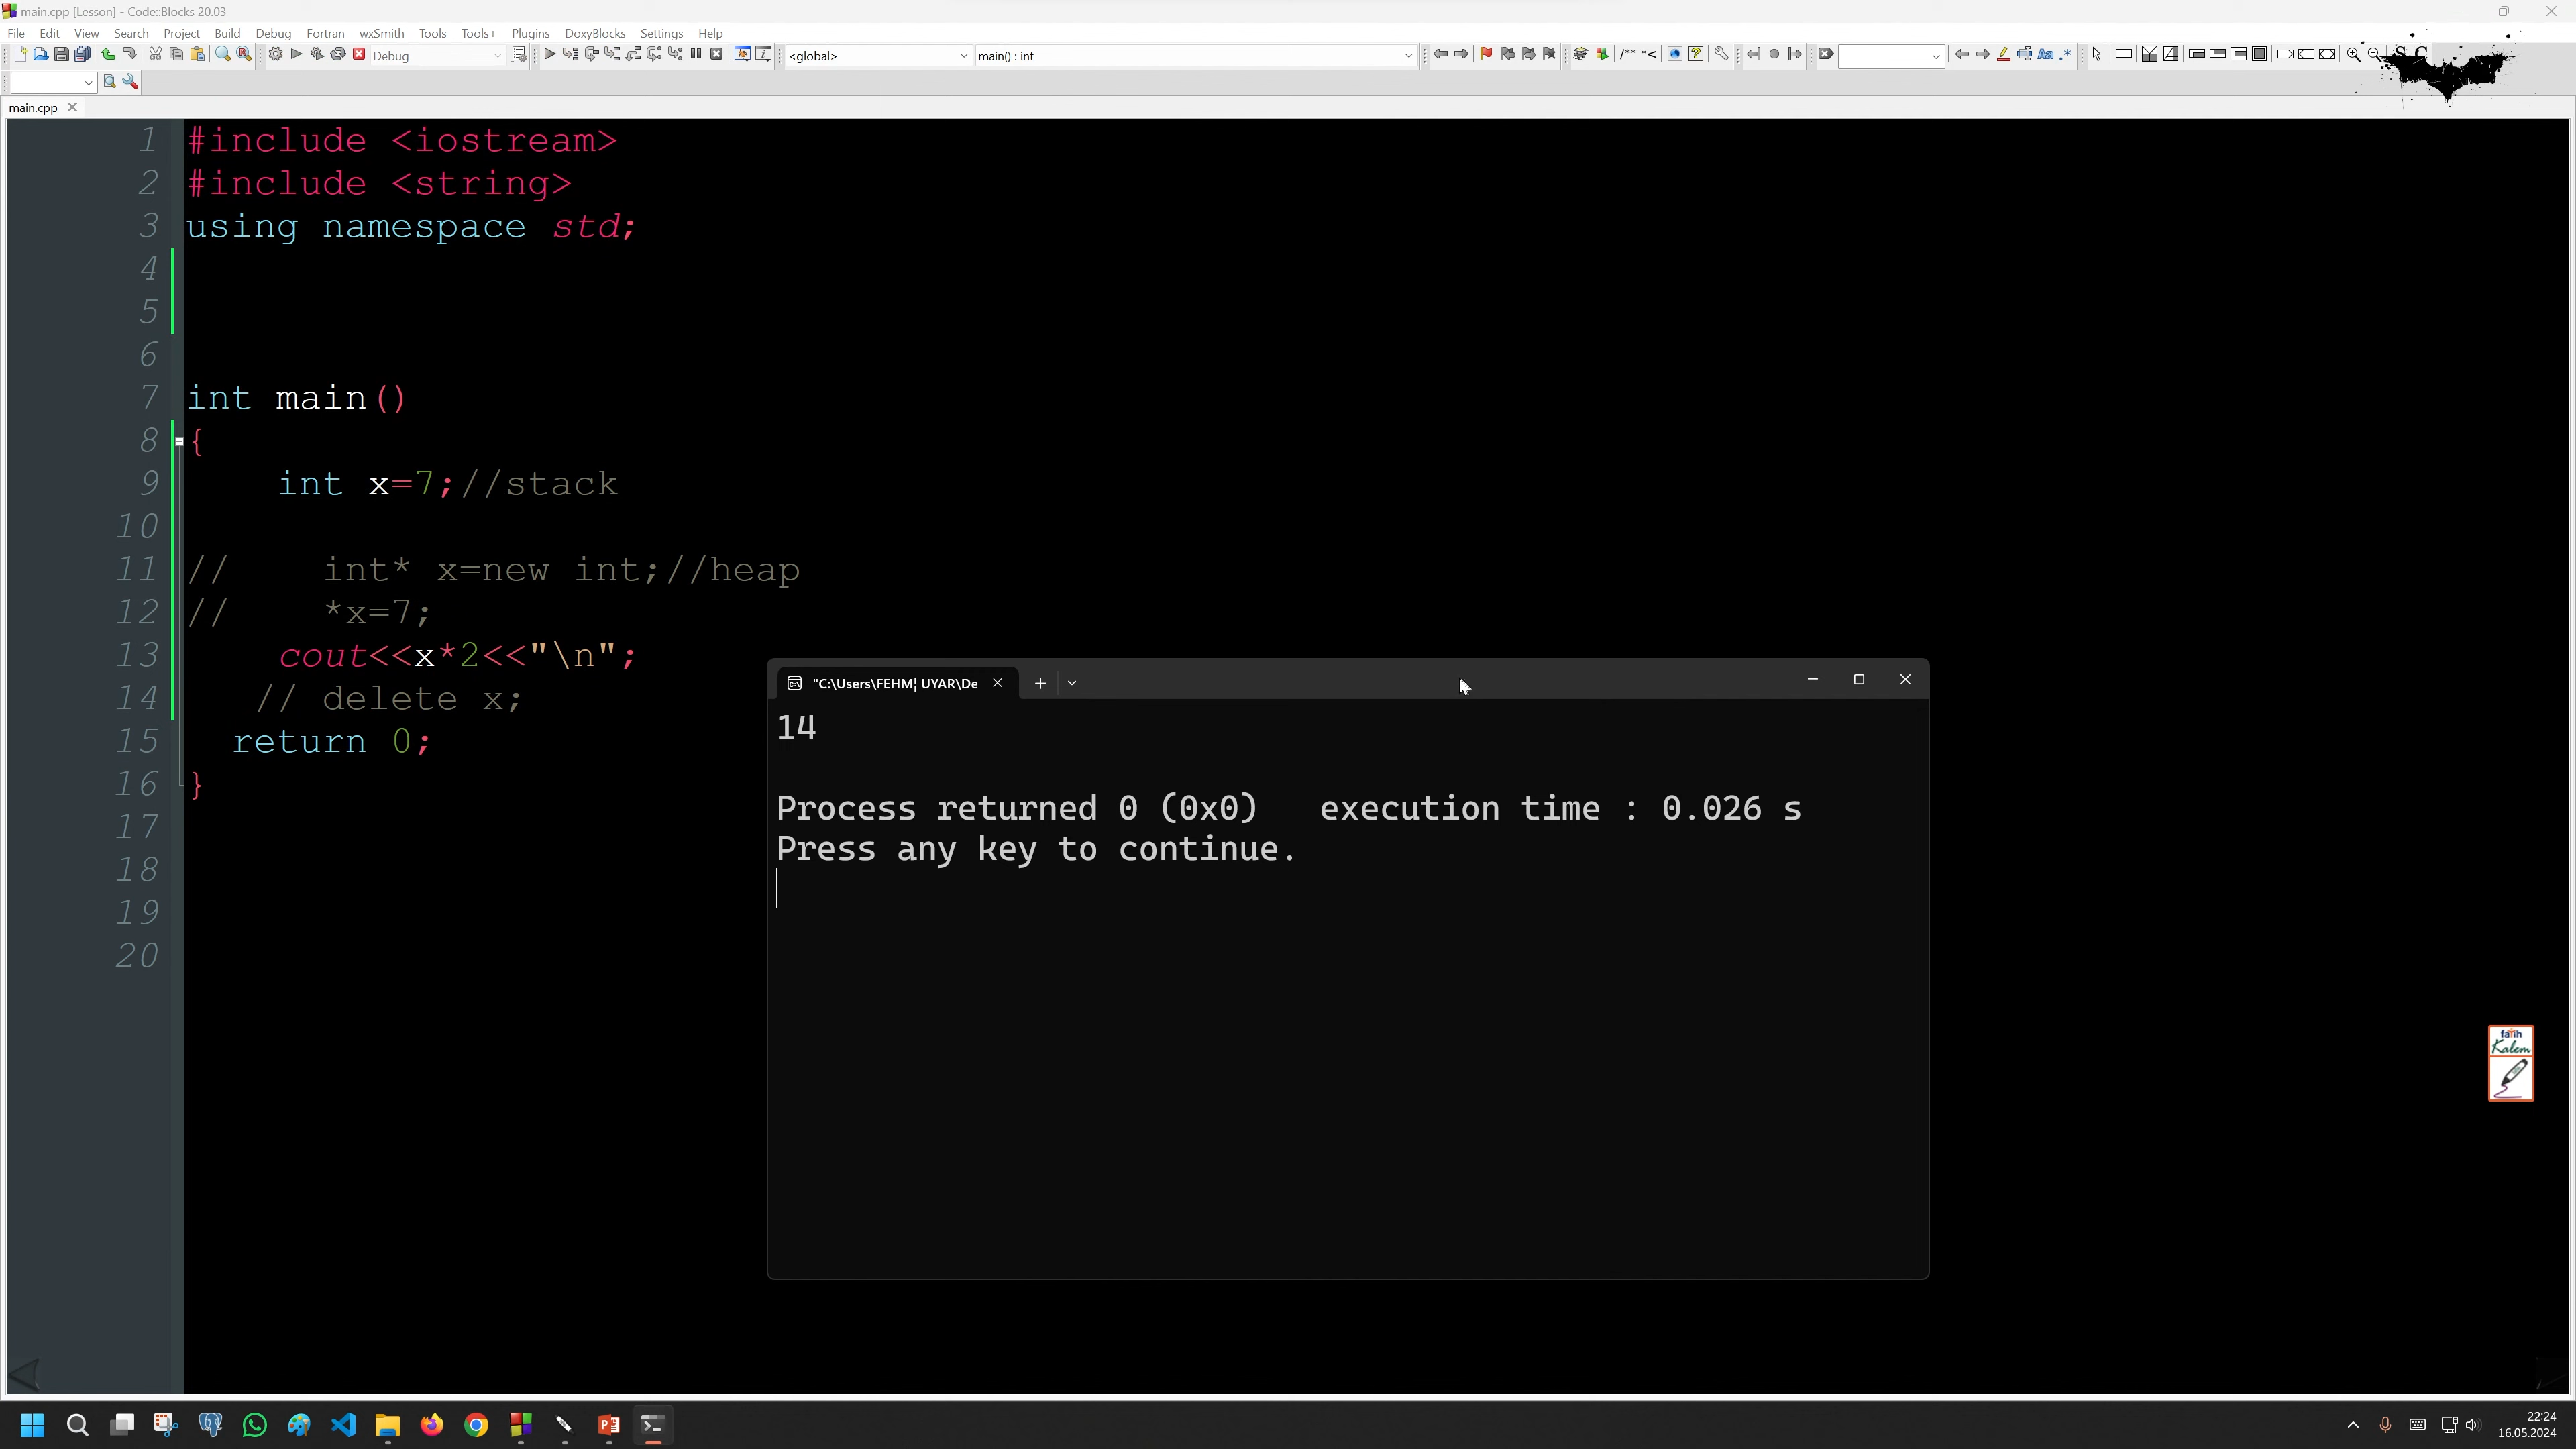 main.cpp [Lesson] - Code::Blocks 20.03
File Edit View Search Project Build Debug Fortran wxSmith Tools Tools+ Plugins DoxyBlocks Settings Help
Debug <global> main() : int /** *< Aa .* S C
main.cpp
1 #include <iostream>
2 #include <string>
3 using namespace std;
4
5
6
7 int main()
8 {
9 int x=7;//stack
10
11 // int* x=new int;//heap
12 // *x=7;
13 cout<<x*2<<"\n";
14 // delete x;
15 return 0;
16 }
17
18
19
20
"C:\Users\FEHM¦ UYAR\De
14
Process returned 0 (0x0) execution time : 0.026 s
Press any key to continue.
fatih
Kalem
22:24
16.05.2024